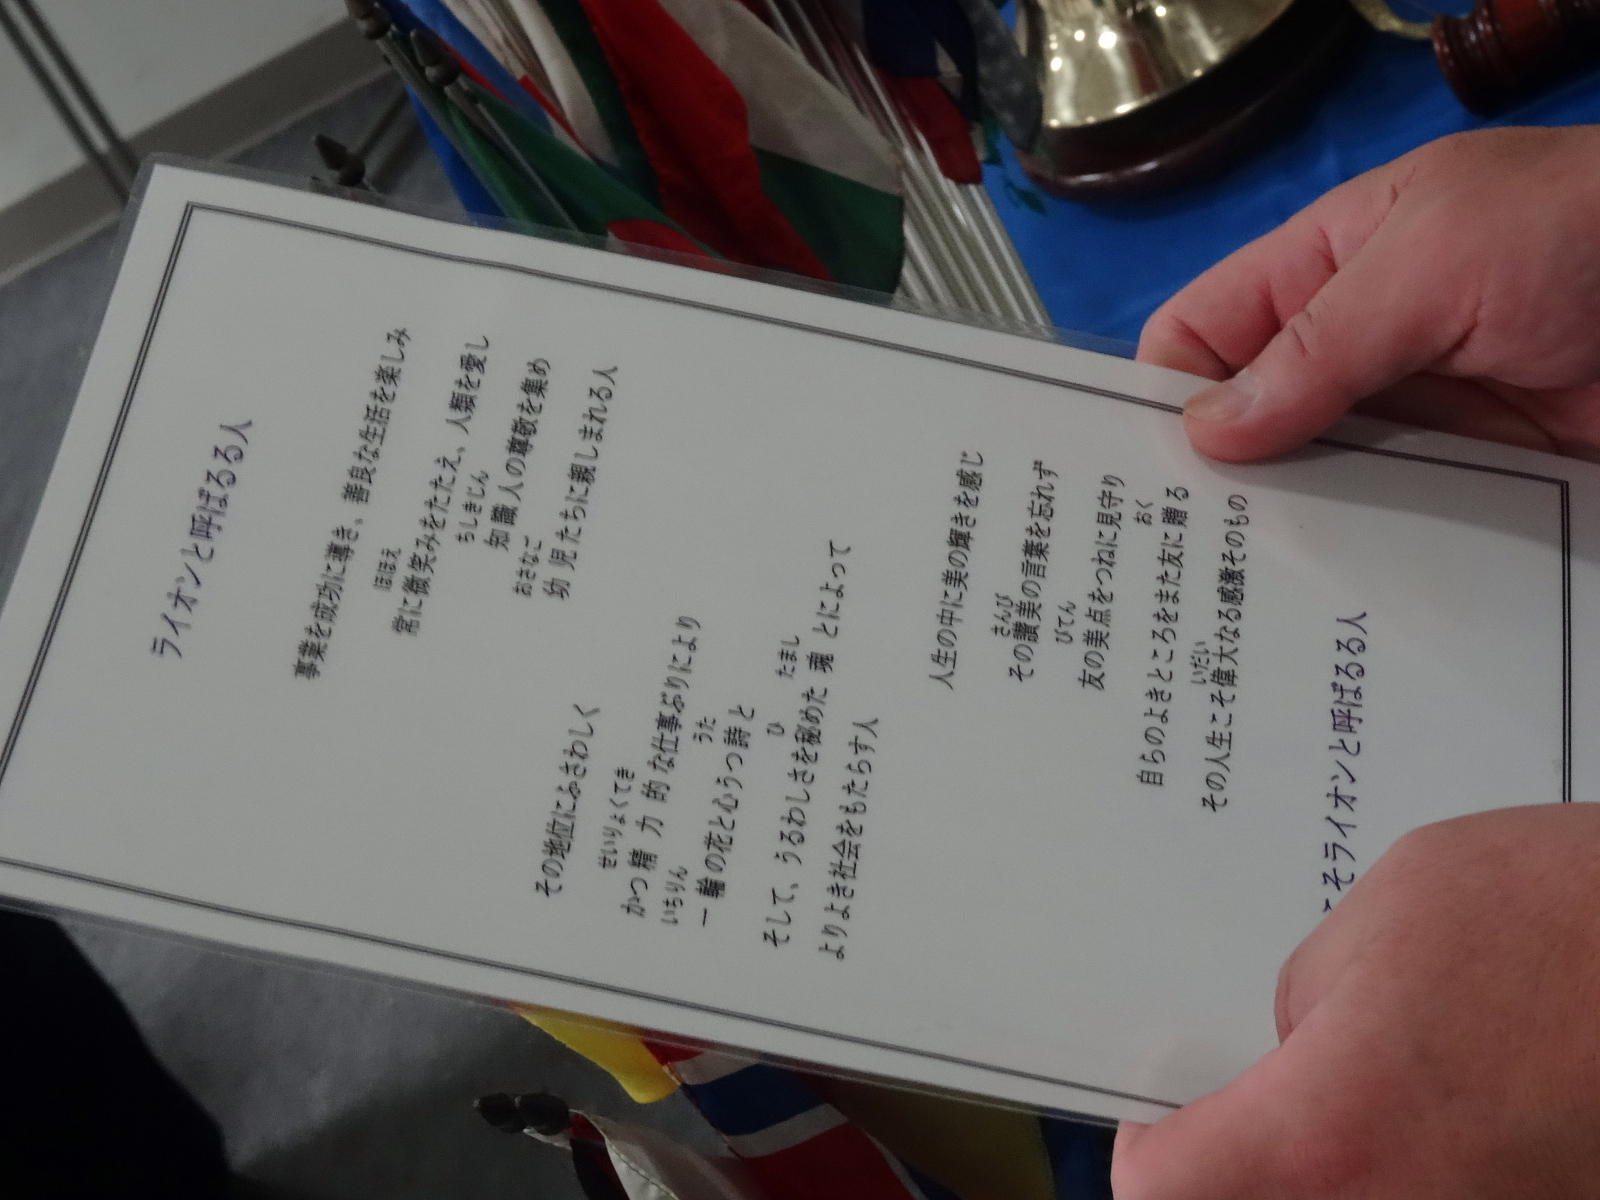 ライオンと呼ばるる人
事業を成功に導き、善良な生活を楽しみ
ほほえ
常に微笑みをたたえ、人類を愛し
ちしきじん
知識人の尊敬を集め
おさなご
幼児たちに親しまれる人
その地位にふさわしく
せいりょくてき
かつ精力的な仕事ぶりにより
いちりん うた
一輪の花と心うつ詩と
ひ たまし
そして、うるわしさを秘めた魂とによって
よりよき社会をもたらす人
人生の中に美の輝きを感じ
さんび
その讃美の言葉を忘れず
びてん
友の美点をつねに見守り
おく
自らのよきところをまた友に贈る
いだい
その人生こそ偉大なる感激そのもの
こそライオンと呼ばるる人